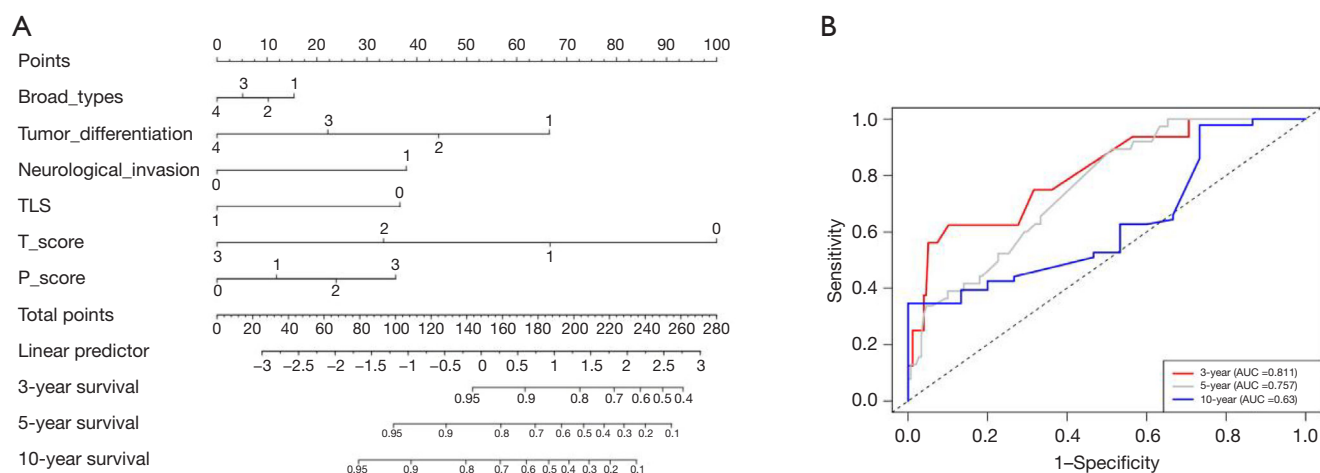 A
Points
0 10 20 30 40 50 60 70 80 90 100
Broad_types
3 1
4 2
Tumor_differentiation
3 1
4 2
Neurological_invasion
1
0
TLS
0
1
T_score
2 0
3 1
P_score
1 3
0 2
Total points
0 20 40 60 80 100 120 140 160 180 200 220 240 260 280
Linear predictor
−3 −2.5 −2 −1.5 −1 −0.5 0 0.5 1 1.5 2 2.5 3
3-year survival
0.95 0.9 0.8 0.7 0.6 0.5 0.4
5-year survival
0.95 0.9 0.8 0.7 0.6 0.5 0.4 0.3 0.2 0.1
10-year survival
0.95 0.9 0.8 0.7 0.6 0.5 0.4 0.3 0.2 0.1
B
Sensitivity
1.0
0.8
0.6
0.4
0.2
0.0
3-year (AUC =0.811)
5-year (AUC =0.757)
10-year (AUC =0.63)
0.0 0.2 0.4 0.6 0.8 1.0
1−Specificity